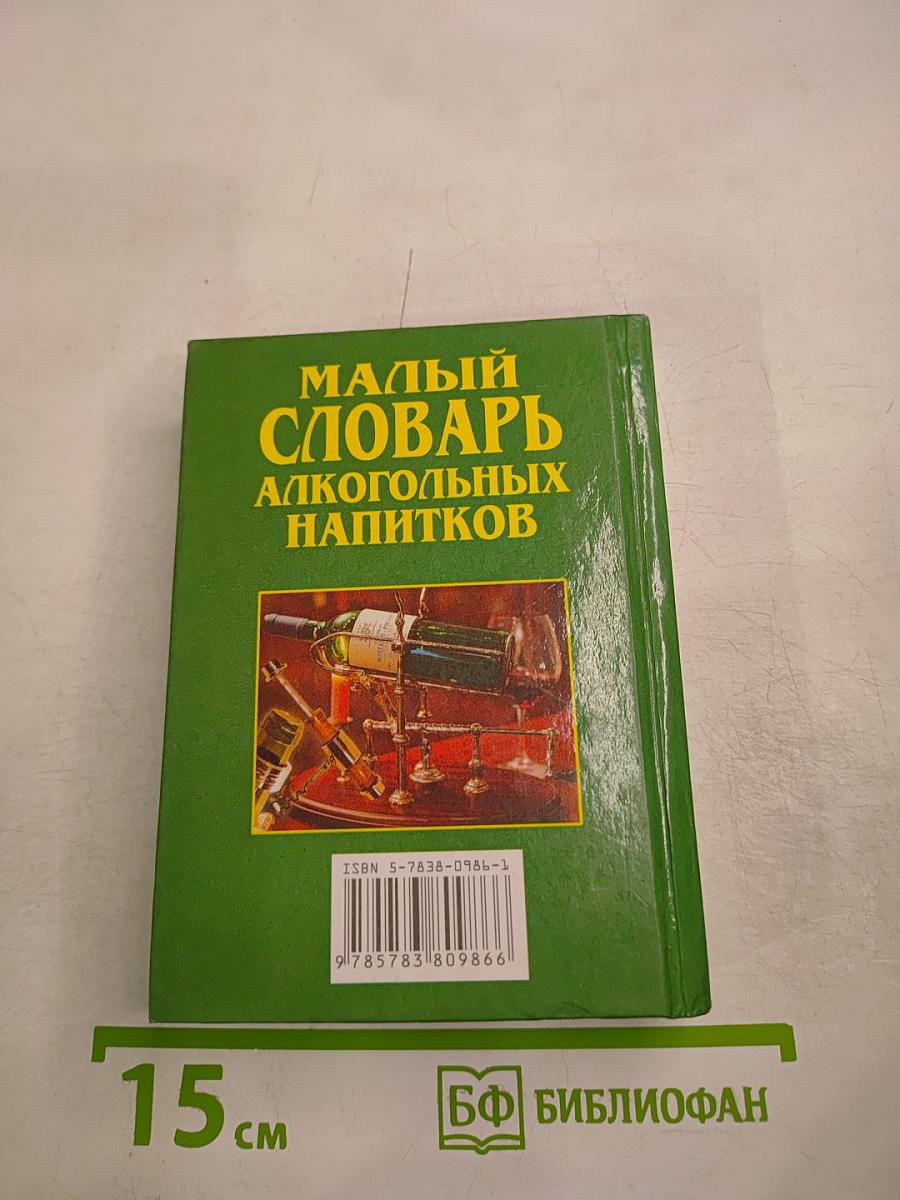 МАЛЫЙ
СЛОВАРЬ
АЛКОГОЛЬНЫХ
НАПИТКОВ
ISBN 5-7838-0986-1
9 785783 809866
15 см
БФ БИБЛИОФАН